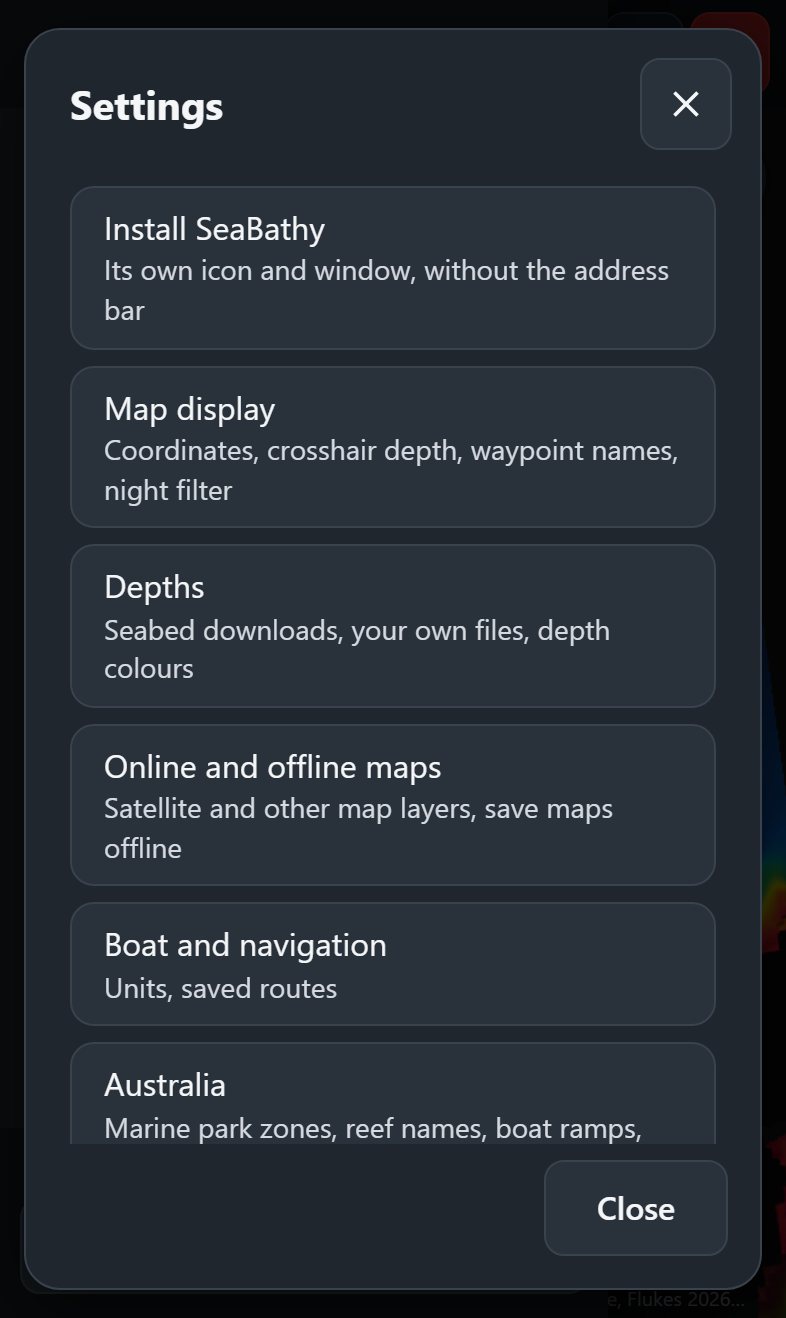 Settings
Install SeaBathy
Its own icon and window, without the address
bar
Map display
Coordinates, crosshair depth, waypoint names,
night filter
Depths
Seabed downloads, your own files, depth
colours
Online and offline maps
Satellite and other map layers, save maps
offline
Boat and navigation
Units, saved routes
Australia
Marine park zones, reef names, boat ramps,
Close
e, Flukes 2026...